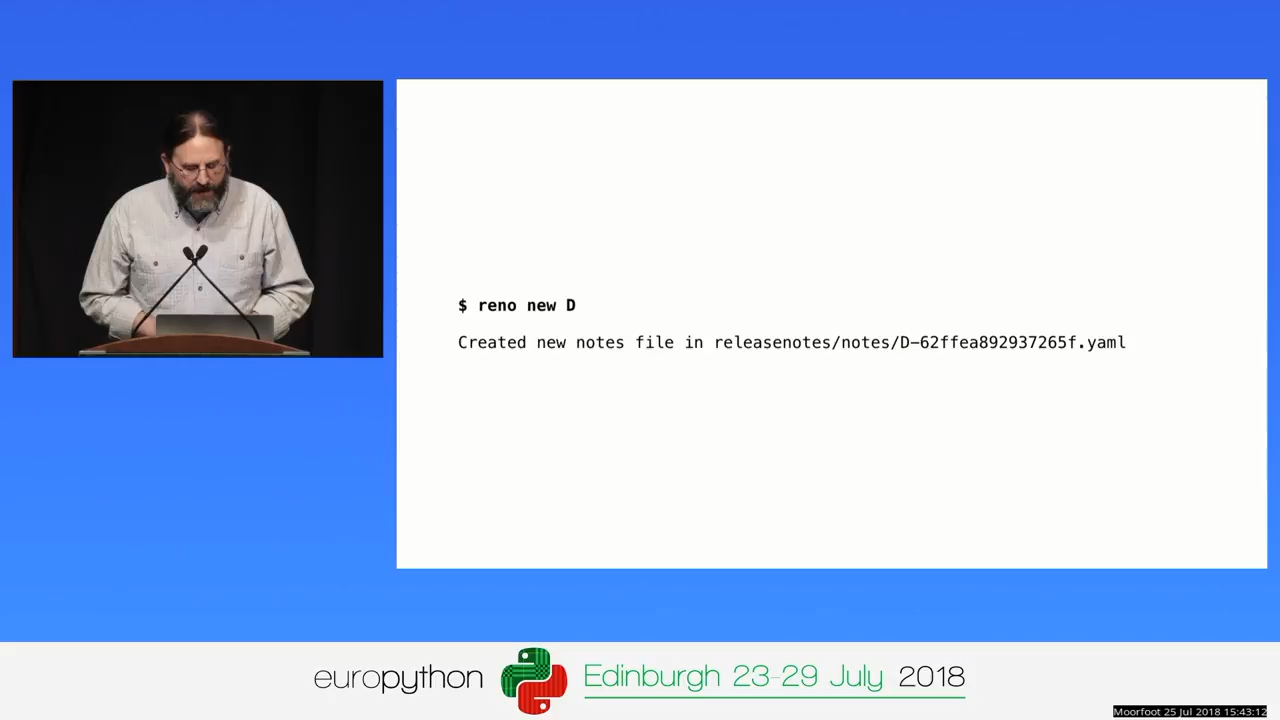 $ reno new D
Created new notes file in releasenotes/notes/D-62ffea892937265f.yaml
europython Edinburgh 23-29 July 2018
Moorfoot 25 Jul 2018 15:43:12